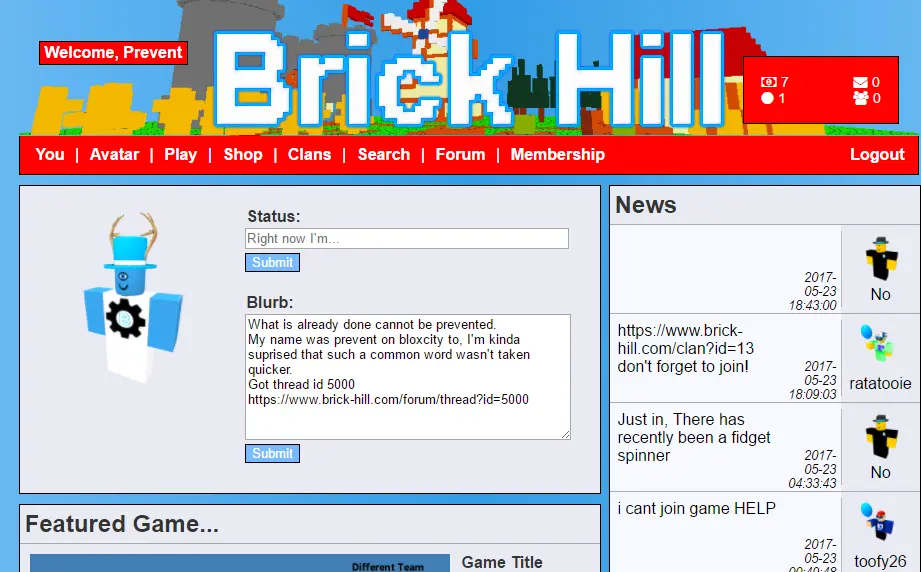 Welcome, Prevent
Brick Hill
7
0
1
0
You | Avatar | Play | Shop | Clans | Search | Forum | Membership
Logout
Status:
Right now I'm...
Submit
Blurb:
What is already done cannot be prevented.
My name was prevent on bloxcity to, I'm kinda
suprised that such a common word wasn't taken
quicker.
Got thread id 5000
https://www.brick-hill.com/forum/thread?id=5000
Submit
Featured Game...
Different Team
Game Title
News
2017-
05-23
18:43:00
No
https://www.brick-
hill.com/clan?id=13
don't forget to join!
2017-
05-23
18:09:03
ratatooie
Just in, There has
recently been a fidget
spinner
2017-
05-23
04:33:43
No
i cant join game HELP
2017-
05-23
toofy26